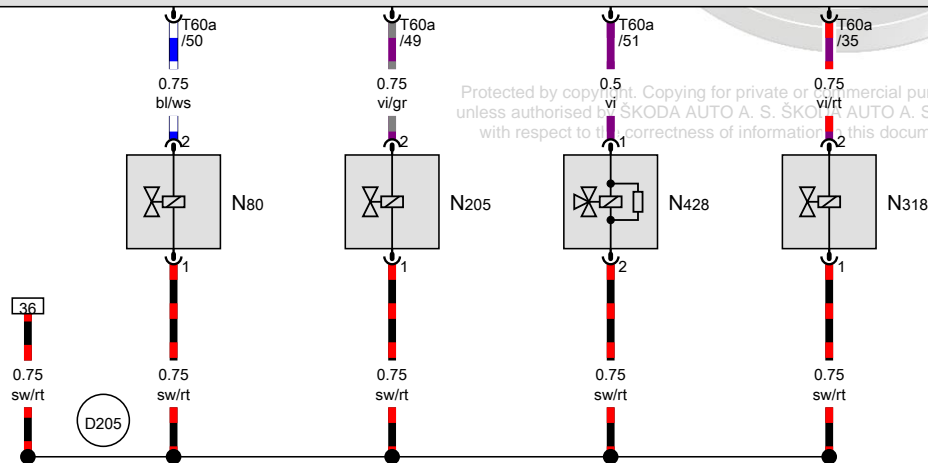 T60a
/50
T60a
/49
T60a
/51
T60a
/35
0.75
bl/ws
0.75
vi/gr
0.5
vi
0.75
vi/rt
Protected by copyright. Copying for private or commercial pur
unless authorised by ŠKODA AUTO A. S. ŠKODA AUTO A. S
with respect to the correctness of information in this docum
2
2
1
2
N80
N205
N428
N318
1
1
2
1
36
0.75
sw/rt
0.75
sw/rt
0.75
sw/rt
0.75
sw/rt
0.75
sw/rt
D205